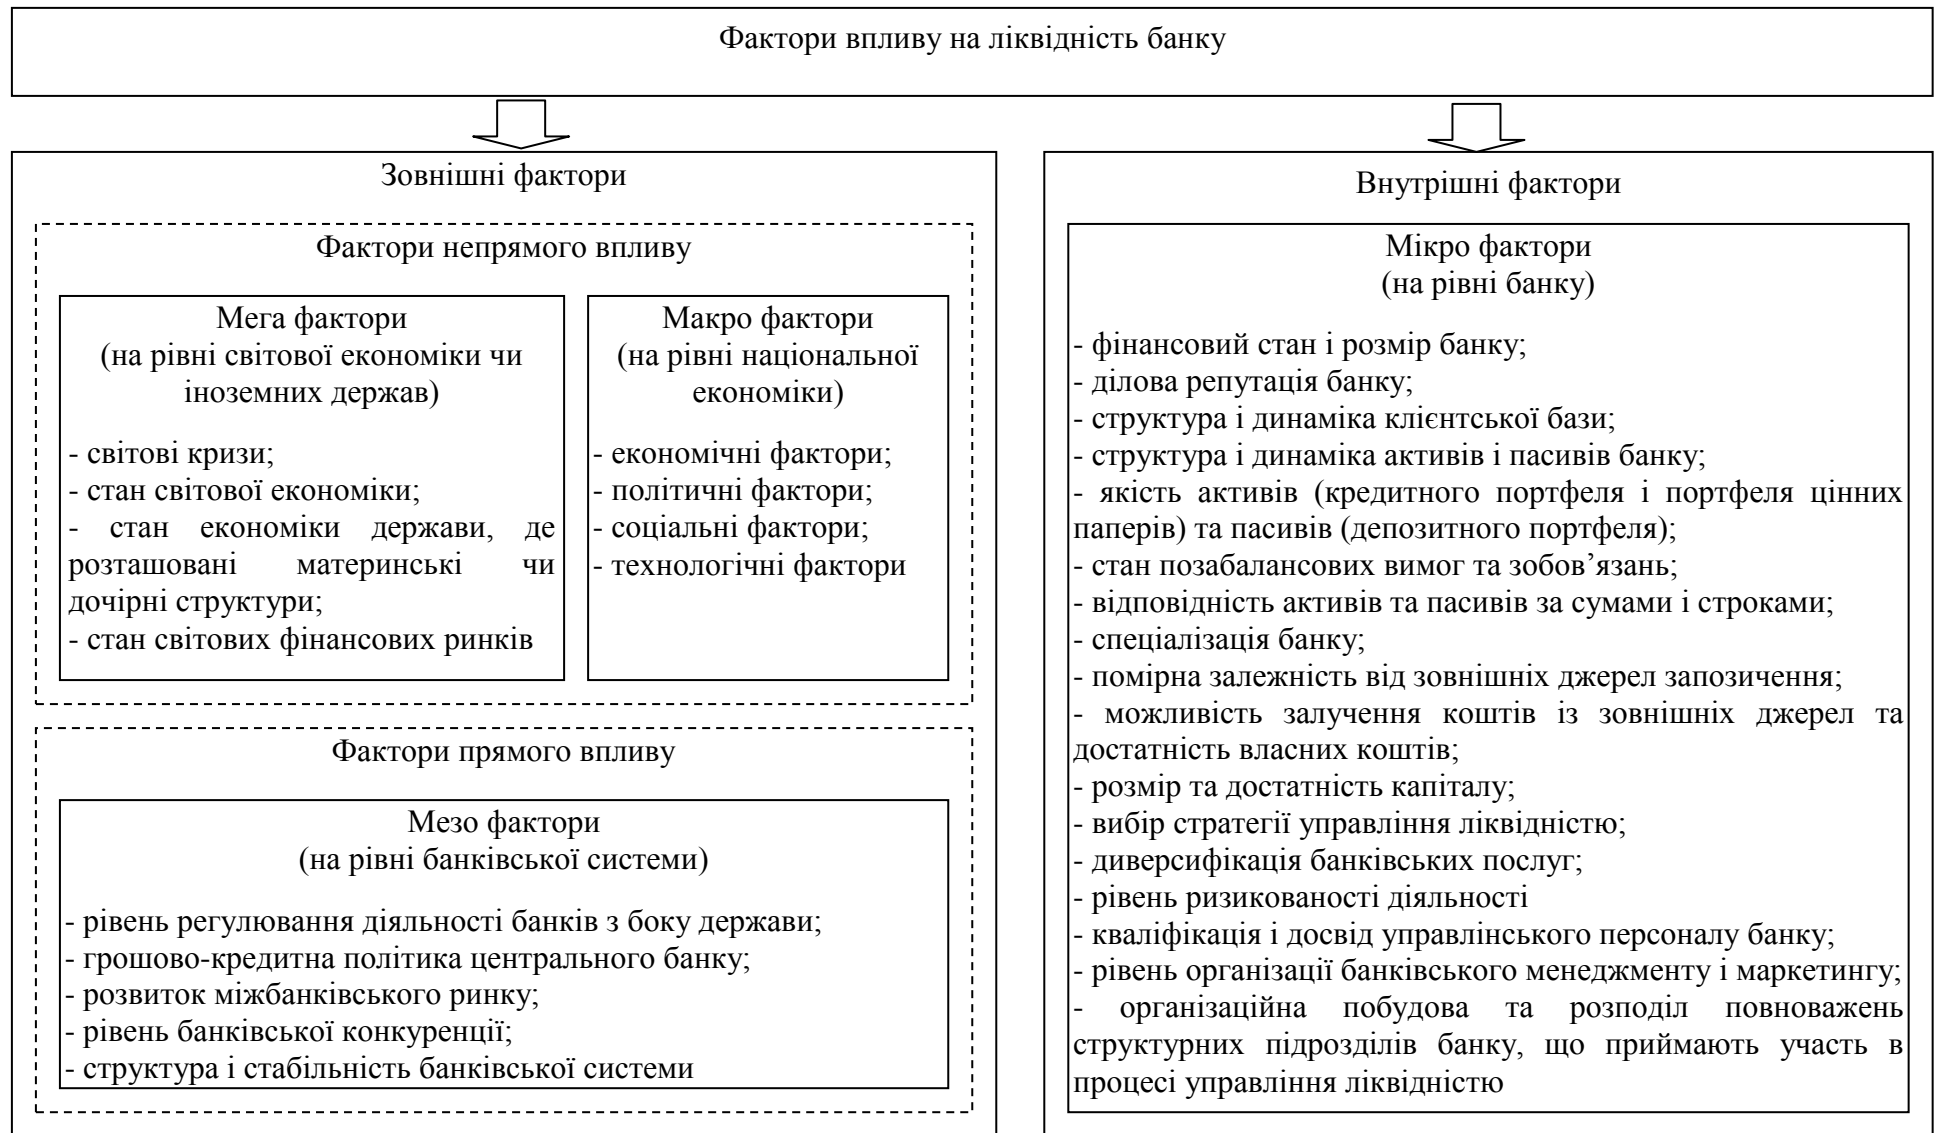 Фактори впливу на ліквідність банку
Зовнішні фактори
Фактори непрямого впливу
Мега фактори
(на рівні світової економіки чи
іноземних держав)
- світові кризи;
- стан світової економіки;
- стан економіки держави, де
розташовані материнські чи
дочірні структури;
- стан світових фінансових ринків
Макро фактори
(на рівні національної
економіки)
- економічні фактори;
- політичні фактори;
- соціальні фактори;
- технологічні фактори
Фактори прямого впливу
Мезо фактори
(на рівні банківської системи)
- рівень регулювання діяльності банків з боку держави;
- грошово-кредитна політика центрального банку;
- розвиток міжбанківського ринку;
- рівень банківської конкуренції;
- структура і стабільність банківської системи
Внутрішні фактори
Мікро фактори
(на рівні банку)
- фінансовий стан і розмір банку;
- ділова репутація банку;
- структура і динаміка клієнтської бази;
- структура і динаміка активів і пасивів банку;
- якість активів (кредитного портфеля і портфеля цінних
паперів) та пасивів (депозитного портфеля);
- стан позабалансових вимог та зобов’язань;
- відповідність активів та пасивів за сумами і строками;
- спеціалізація банку;
- помірна залежність від зовнішніх джерел запозичення;
- можливість залучення коштів із зовнішніх джерел та
достатність власних коштів;
- розмір та достатність капіталу;
- вибір стратегії управління ліквідністю;
- диверсифікація банківських послуг;
- рівень ризикованості діяльності
- кваліфікація і досвід управлінського персоналу банку;
- рівень організації банківського менеджменту і маркетингу;
- організаційна побудова та розподіл повноважень
структурних підрозділів банку, що приймають участь в
процесі управління ліквідністю